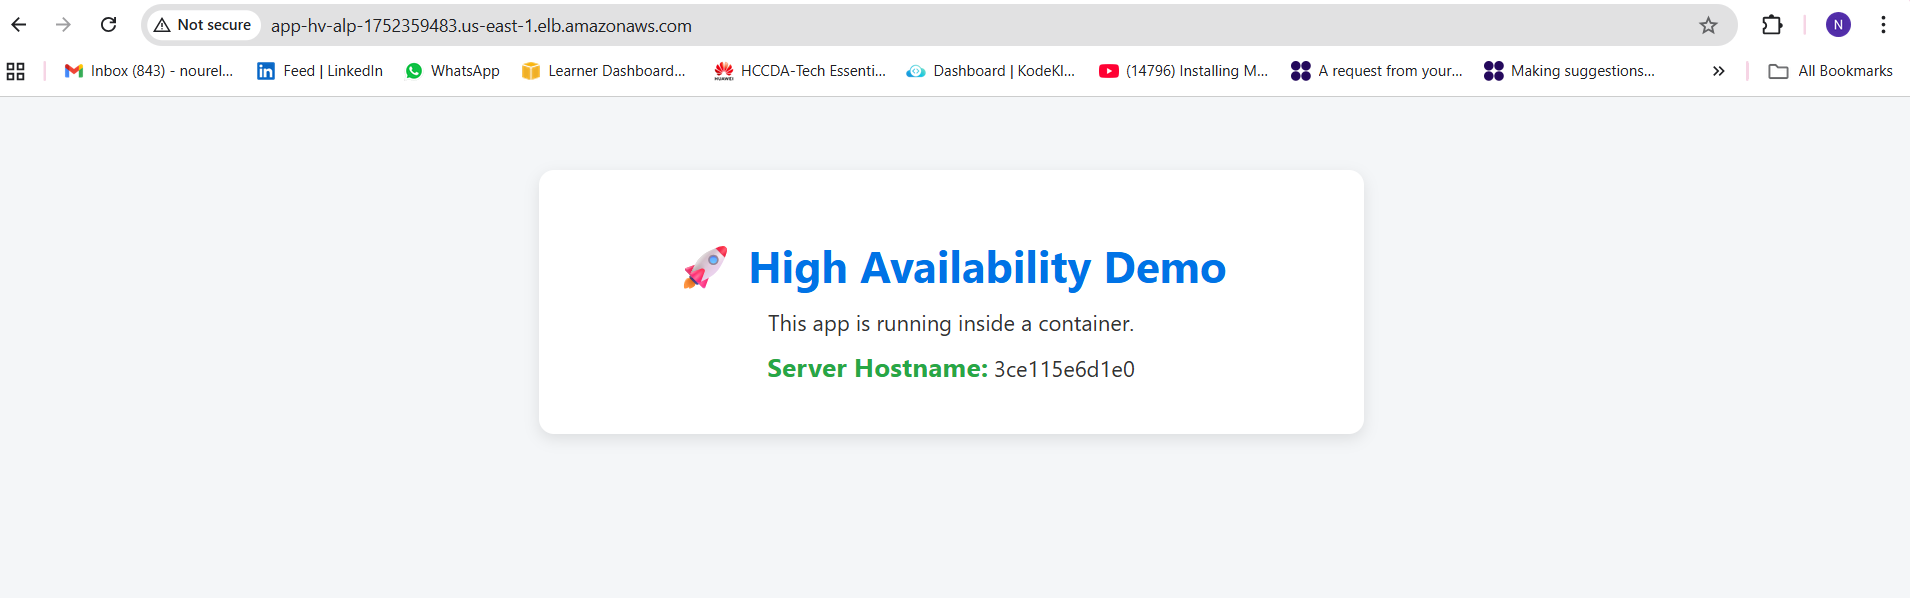 Not secure app-hv-alp-1752359483.us-east-1.elb.amazonaws.com N
Inbox (843) - nourel... Feed | LinkedIn WhatsApp Learner Dashboard... HUAWEI HCCDA-Tech Essenti... Dashboard | KodeKl... (14796) Installing M... A request from your... Making suggestions... » All Bookmarks
🚀 High Availability Demo
This app is running inside a container.
Server Hostname: 3ce115e6d1e0